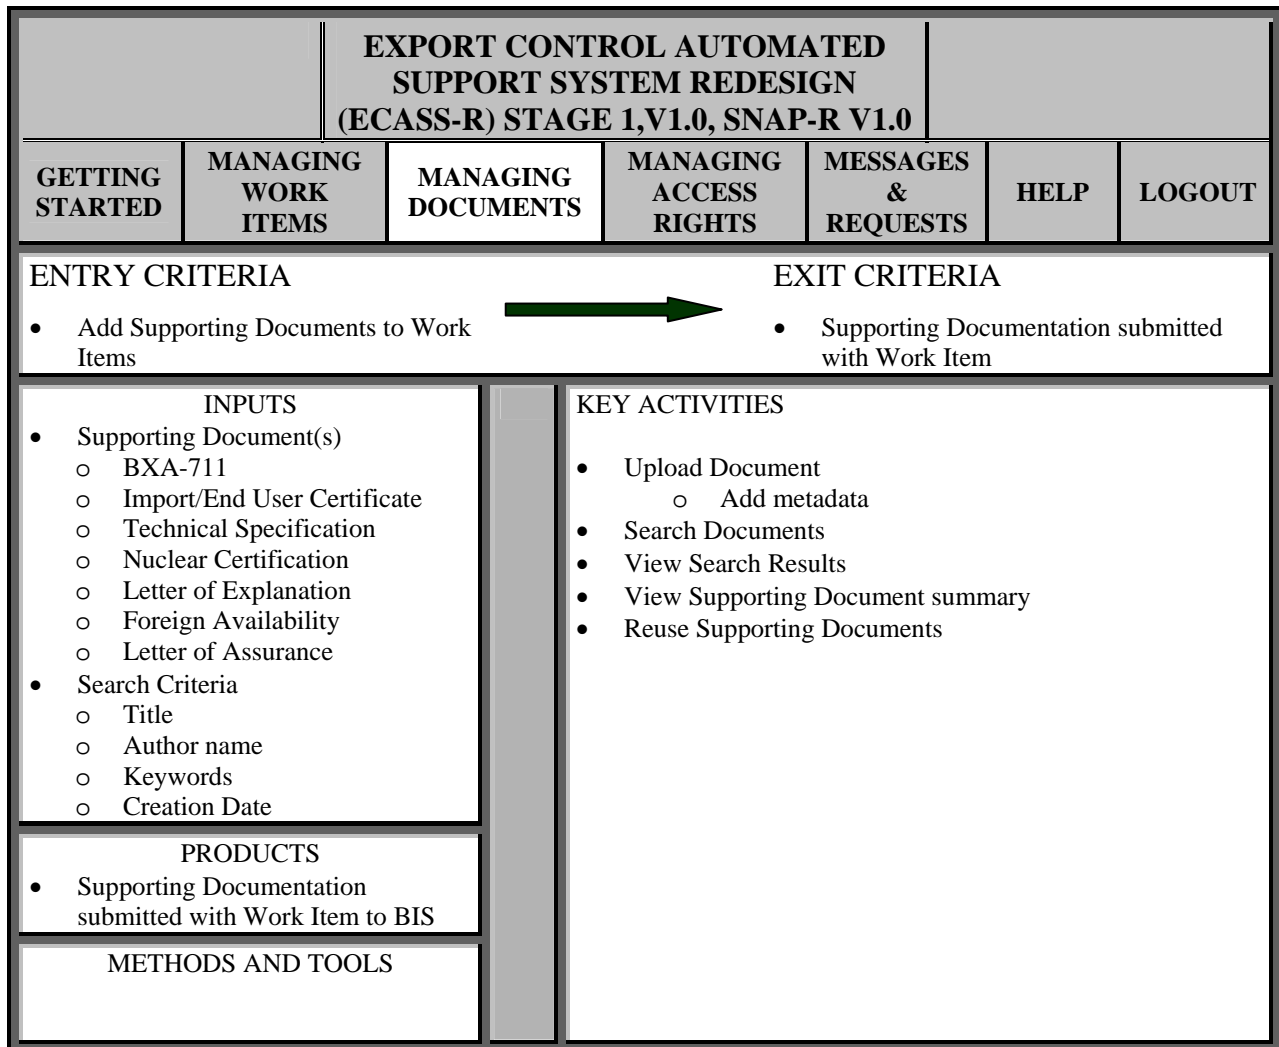 EXPORT CONTROL AUTOMATED
SUPPORT SYSTEM REDESIGN
(ECASS-R) STAGE 1,V1.0, SNAP-R V1.0
GETTING
STARTED
MANAGING
WORK
ITEMS
MANAGING
DOCUMENTS
MANAGING
ACCESS
RIGHTS
MESSAGES
&
REQUESTS
HELP
LOGOUT
ENTRY CRITERIA
• Add Supporting Documents to Work
Items
EXIT CRITERIA
• Supporting Documentation submitted
with Work Item
INPUTS
• Supporting Document(s)
o BXA-711
o Import/End User Certificate
o Technical Specification
o Nuclear Certification
o Letter of Explanation
o Foreign Availability
o Letter of Assurance
• Search Criteria
o Title
o Author name
o Keywords
o Creation Date
PRODUCTS
• Supporting Documentation
submitted with Work Item to BIS
METHODS AND TOOLS
KEY ACTIVITIES
• Upload Document
o Add metadata
• Search Documents
• View Search Results
• View Supporting Document summary
• Reuse Supporting Documents